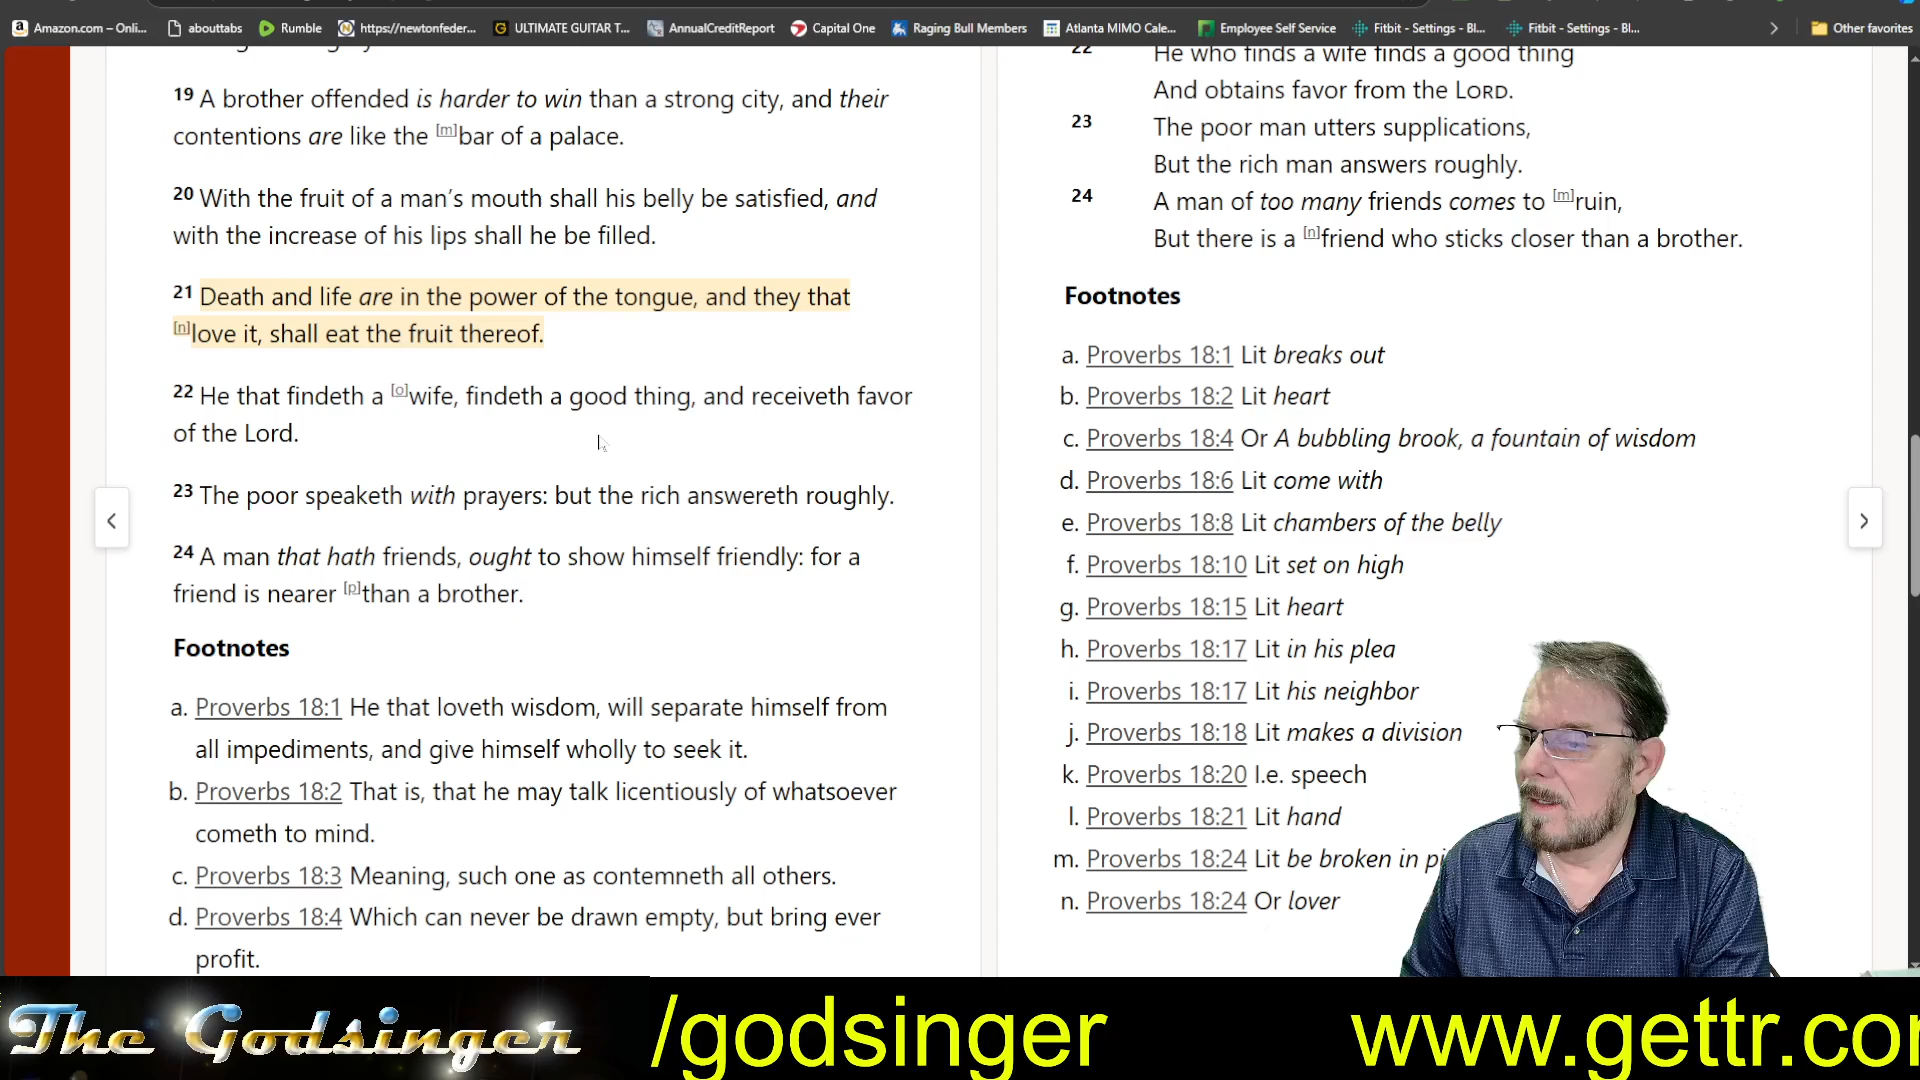 Amazon.com – Onli...
abouttabs
Rumble
https://newtonfeder...
ULTIMATE GUITAR T...
AnnualCreditReport
Capital One
Raging Bull Members
Atlanta MIMO Cale...
Employee Self Service
Fitbit - Settings - Bl...
Fitbit - Settings - Bl...
Other favorites
19 A brother offended is harder to win than a strong city, and their
contentions are like the [m]bar of a palace.
20 With the fruit of a man’s mouth shall his belly be satisfied, and
with the increase of his lips shall he be filled.
21 Death and life are in the power of the tongue, and they that
[n]love it, shall eat the fruit thereof.
22 He that findeth a [o]wife, findeth a good thing, and receiveth favor
of the Lord.
23 The poor speaketh with prayers: but the rich answereth roughly.
24 A man that hath friends, ought to show himself friendly: for a
friend is nearer [p]than a brother.
Footnotes
a. Proverbs 18:1 He that loveth wisdom, will separate himself from
all impediments, and give himself wholly to seek it.
b. Proverbs 18:2 That is, that he may talk licentiously of whatsoever
cometh to mind.
c. Proverbs 18:3 Meaning, such one as contemneth all others.
d. Proverbs 18:4 Which can never be drawn empty, but bring ever
profit.
22 He who finds a wife finds a good thing
And obtains favor from the LORD.
23 The poor man utters supplications,
But the rich man answers roughly.
24 A man of too many friends comes to [m]ruin,
But there is a [n]friend who sticks closer than a brother.
Footnotes
a. Proverbs 18:1 Lit breaks out
b. Proverbs 18:2 Lit heart
c. Proverbs 18:4 Or A bubbling brook, a fountain of wisdom
d. Proverbs 18:6 Lit come with
e. Proverbs 18:8 Lit chambers of the belly
f. Proverbs 18:10 Lit set on high
g. Proverbs 18:15 Lit heart
h. Proverbs 18:17 Lit in his plea
i. Proverbs 18:17 Lit his neighbor
j. Proverbs 18:18 Lit makes a division
k. Proverbs 18:20 I.e. speech
l. Proverbs 18:21 Lit hand
m. Proverbs 18:24 Lit be broken in
n. Proverbs 18:24 Or lover
The Godsinger
/godsinger
www.gettr.co